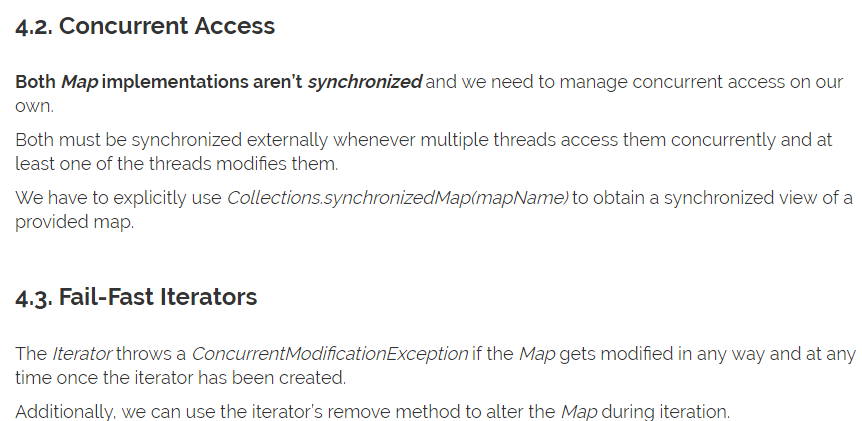 4.2. Concurrent Access
Both Map implementations aren't synchronized and we need to manage concurrent access on our
own.
Both must be synchronized externally whenever multiple threads access them concurrently and at
least one of the threads modifies them.
We have to explicitly use Collections.synchronizedMap(mapName) to obtain a synchronized view of a
provided map.
4.3. Fail-Fast Iterators
The Iterator throws a ConcurrentModificationException if the Map gets modified in any way and at any
time once the iterator has been created.
Additionally, we can use the iterator's remove method to alter the Map during iteration.